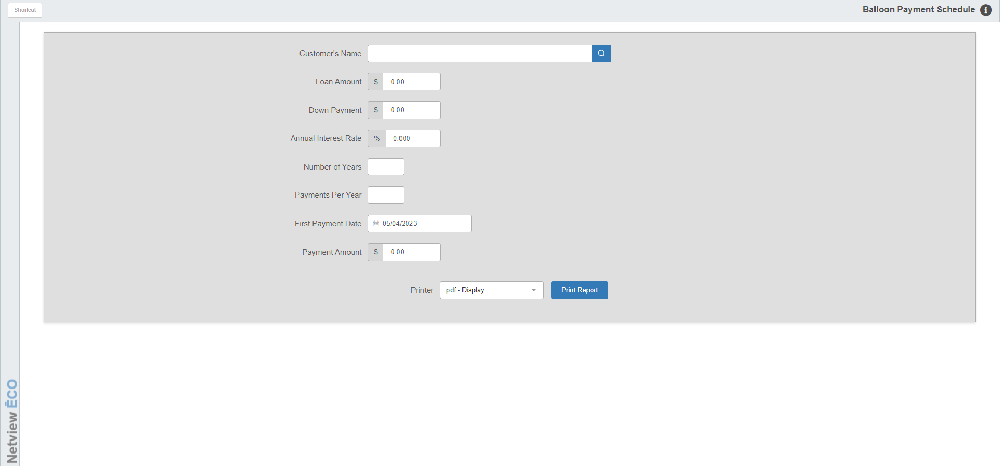 Shortcut
Balloon Payment Schedule
Customer's Name
Loan Amount $ 0.00
Down Payment $ 0.00
Annual Interest Rate % 0.000
Number of Years
Payments Per Year
First Payment Date 05/04/2023
Payment Amount $ 0.00
Printer pdf - Display Print Report
Netview ĒCO